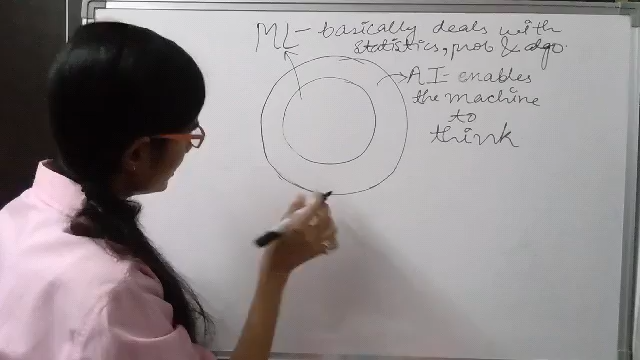 ML - basically deals with
statistics, prob & algo.
AI - enables
the machine
to
think